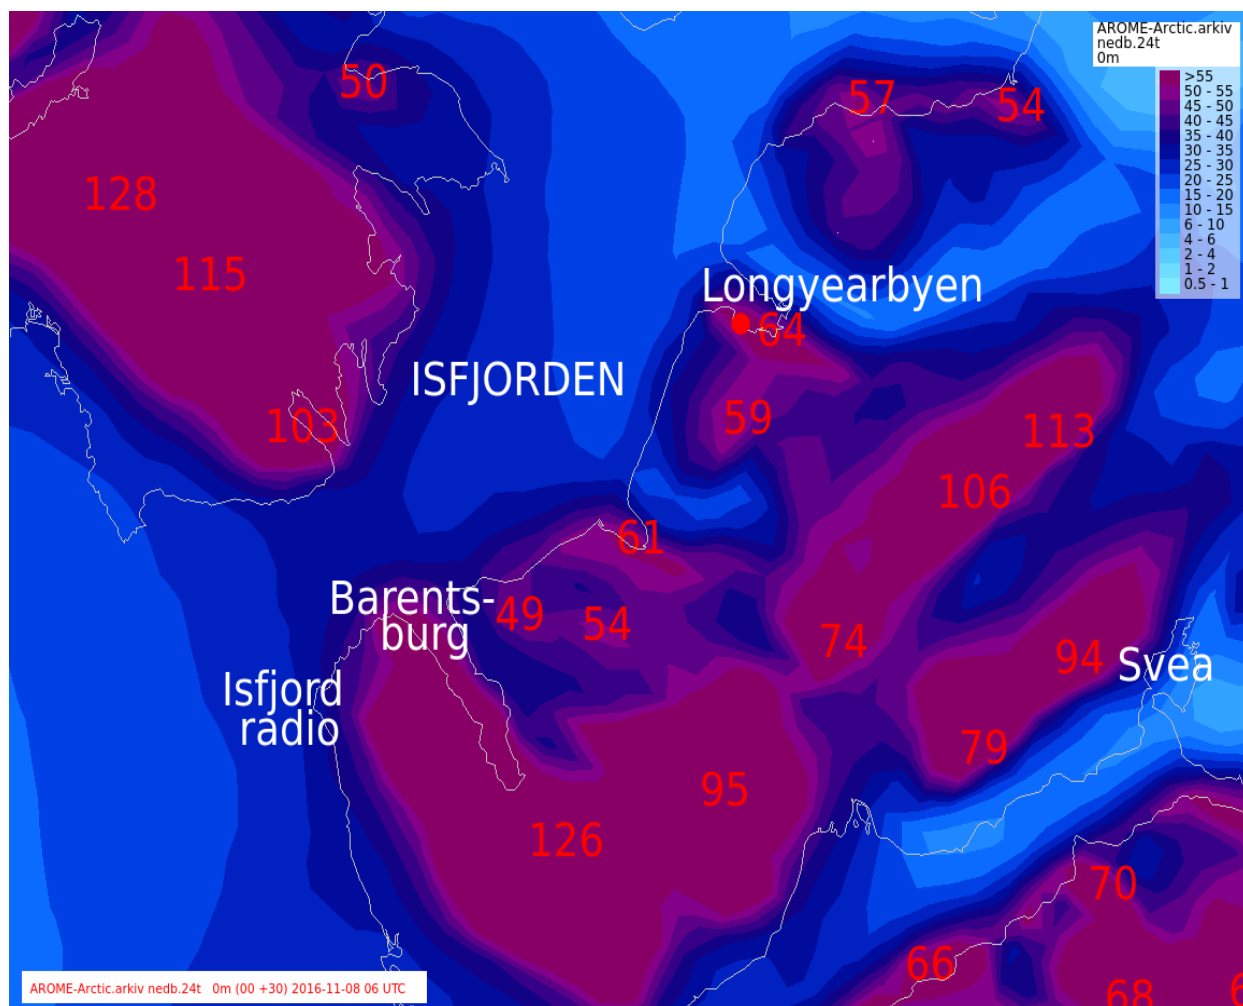 AROME-Arctic.arkiv
nedb.24t
0m
>55
50 - 55
45 - 50
40 - 45
35 - 40
30 - 35
25 - 30
20 - 25
15 - 20
10 - 15
6 - 10
4 - 6
2 - 4
1 - 2
0.5 - 1
50
57
54
128
115
Longyearbyen
64
ISFJORDEN
103
59
113
106
61
Barents-
burg
49
54
74
94
Svea
Isfjord
radio
79
95
126
70
66
68
AROME-Arctic.arkiv nedb.24t 0m (00 +30) 2016-11-08 06 UTC